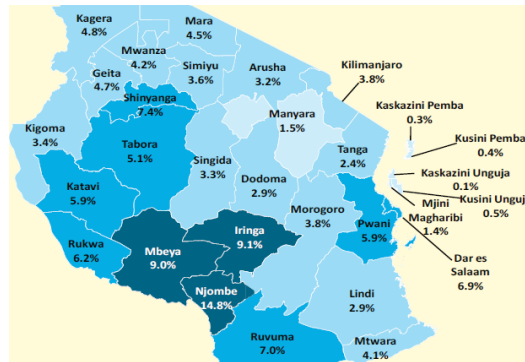 Kagera
4.8%
Mara
4.5%
Mwanza
4.2%
Geita
4.7%
Simiyu
3.6%
Arusha
3.2%
Kilimanjaro
3.8%
Shinyanga
7.4%
Kaskazini Pemba
0.3%
Manyara
1.5%
Kigoma
3.4%
Tabora
5.1%
Singida
3.3%
Tanga
2.4%
Kusini Pemba
0.4%
Dodoma
2.9%
Kaskazini Unguja
0.1%
Katavi
5.9%
Kusini Unguj
0.5%
Mjini
Magharibi
1.4%
Morogoro
3.8%
Pwani
5.9%
Rukwa
6.2%
Mbeya
9.0%
Iringa
9.1%
Dar es
Salaam
6.9%
Njombe
14.8%
Lindi
2.9%
Ruvuma
7.0%
Mtwara
4.1%